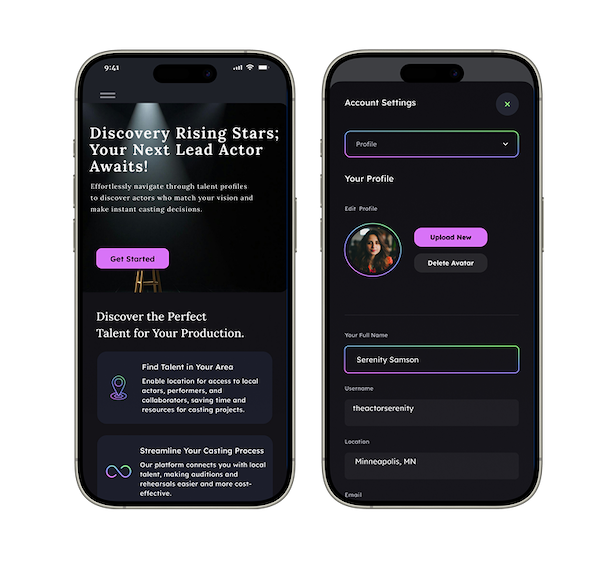 9:41
Discovery Rising Stars;
Your Next Lead Actor
Awaits!
Effortlessly navigate through talent profiles
to discover actors who match your vision and
make instant casting decisions.
Get Started
Discover the Perfect
Talent for Your Production.
Find Talent in Your Area
Enable location for access to local
actors, performers, and
collaborators, saving time and
resources for casting projects.
Streamline Your Casting Process
Our platform connects you with local
talent, making auditions and
rehearsals easier and more cost-
effective.
Account Settings
Profile
Your Profile
Edit Profile
Upload New
Delete Avatar
Your Full Name
Serenity Samson
Username
theactorserenity
Location
Minneapolis, MN
Email